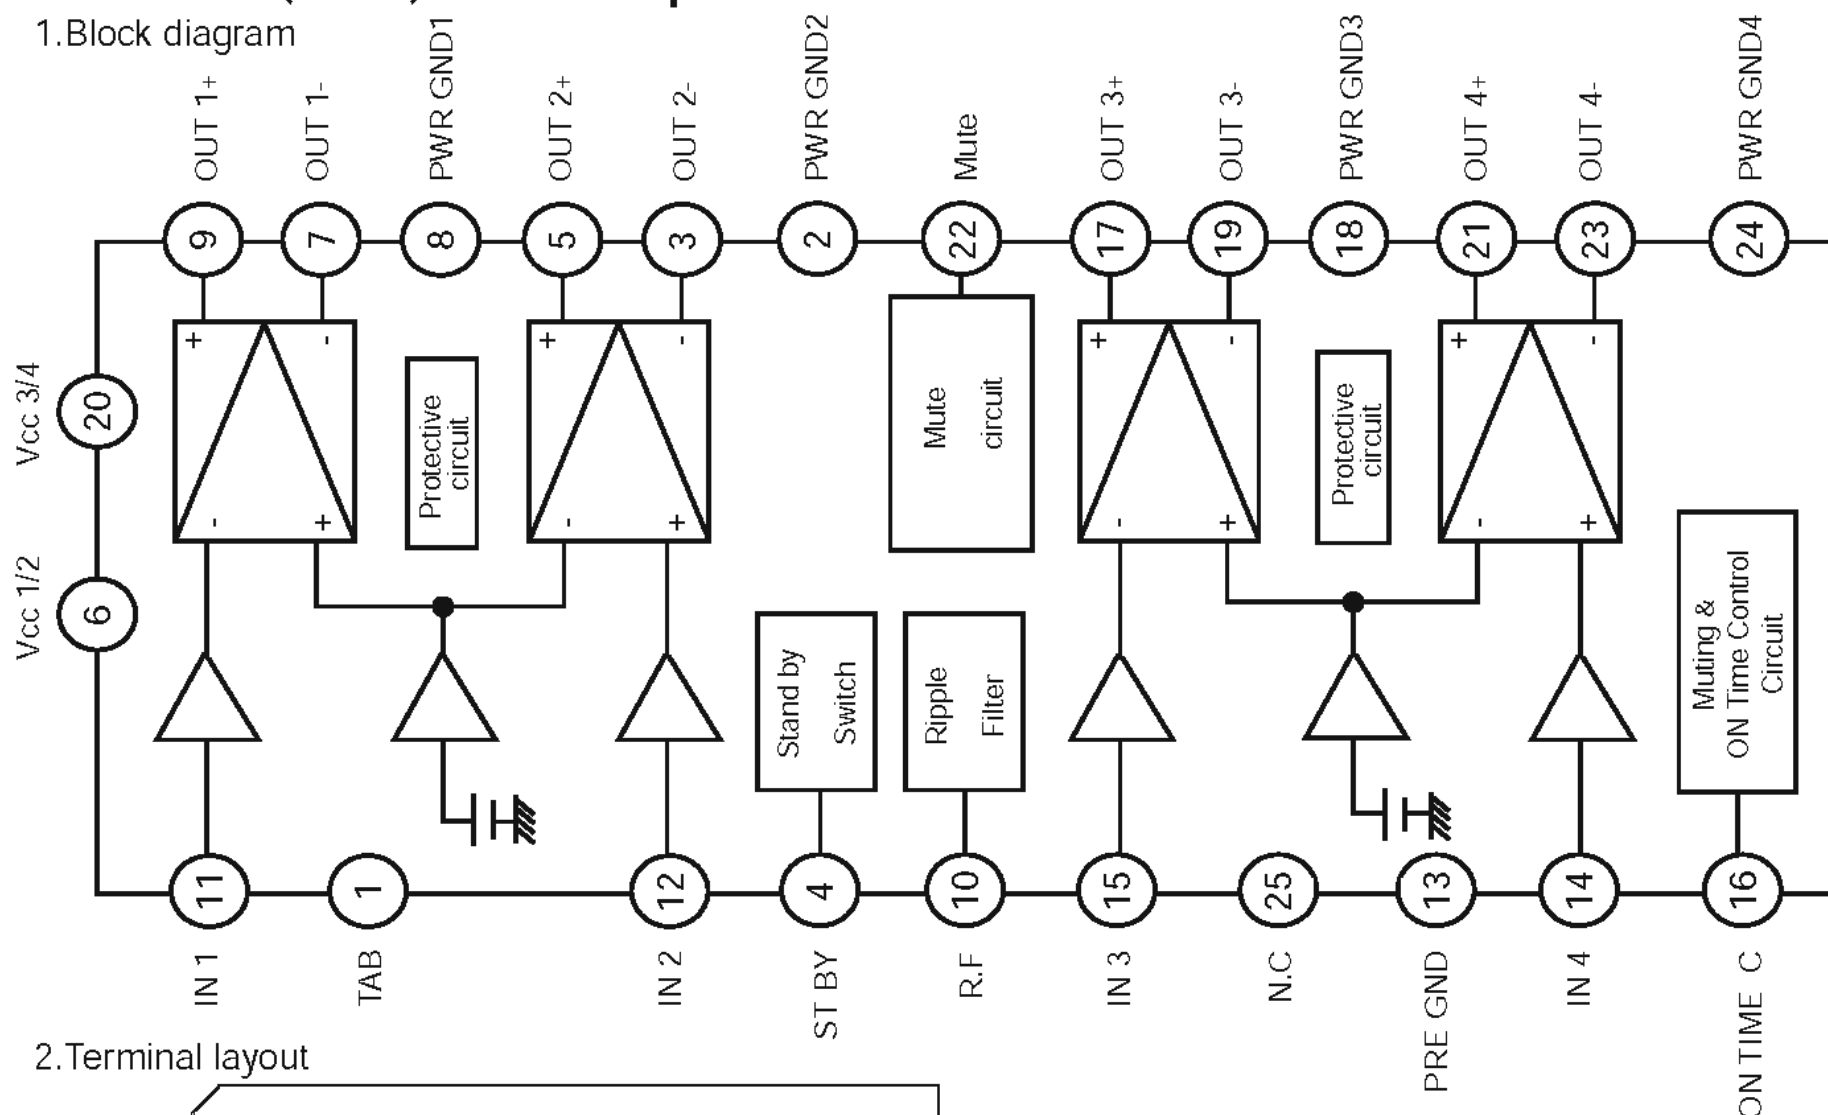 1.Block diagram
OUT 1+
OUT 1-
PWR GND1
OUT 2+
OUT 2-
PWR GND2
Mute
OUT 3+
OUT 3-
PWR GND3
OUT 4+
OUT 4-
PWR GND4
9
7
8
5
3
2
22
17
19
18
21
23
24
Vcc 3/4
20
Vcc 1/2
6
+
-
+
-
+
-
+
-
-
+
-
+
-
+
-
+
Protective
circuit
Mute
circuit
Protective
circuit
Stand by
Switch
Ripple
Filter
Muting &
ON Time Control
Circuit
11
1
12
4
10
15
25
13
14
16
IN 1
TAB
IN 2
ST BY
R.F
IN 3
N.C
PRE GND
IN 4
ON TIME C
2.Terminal layout